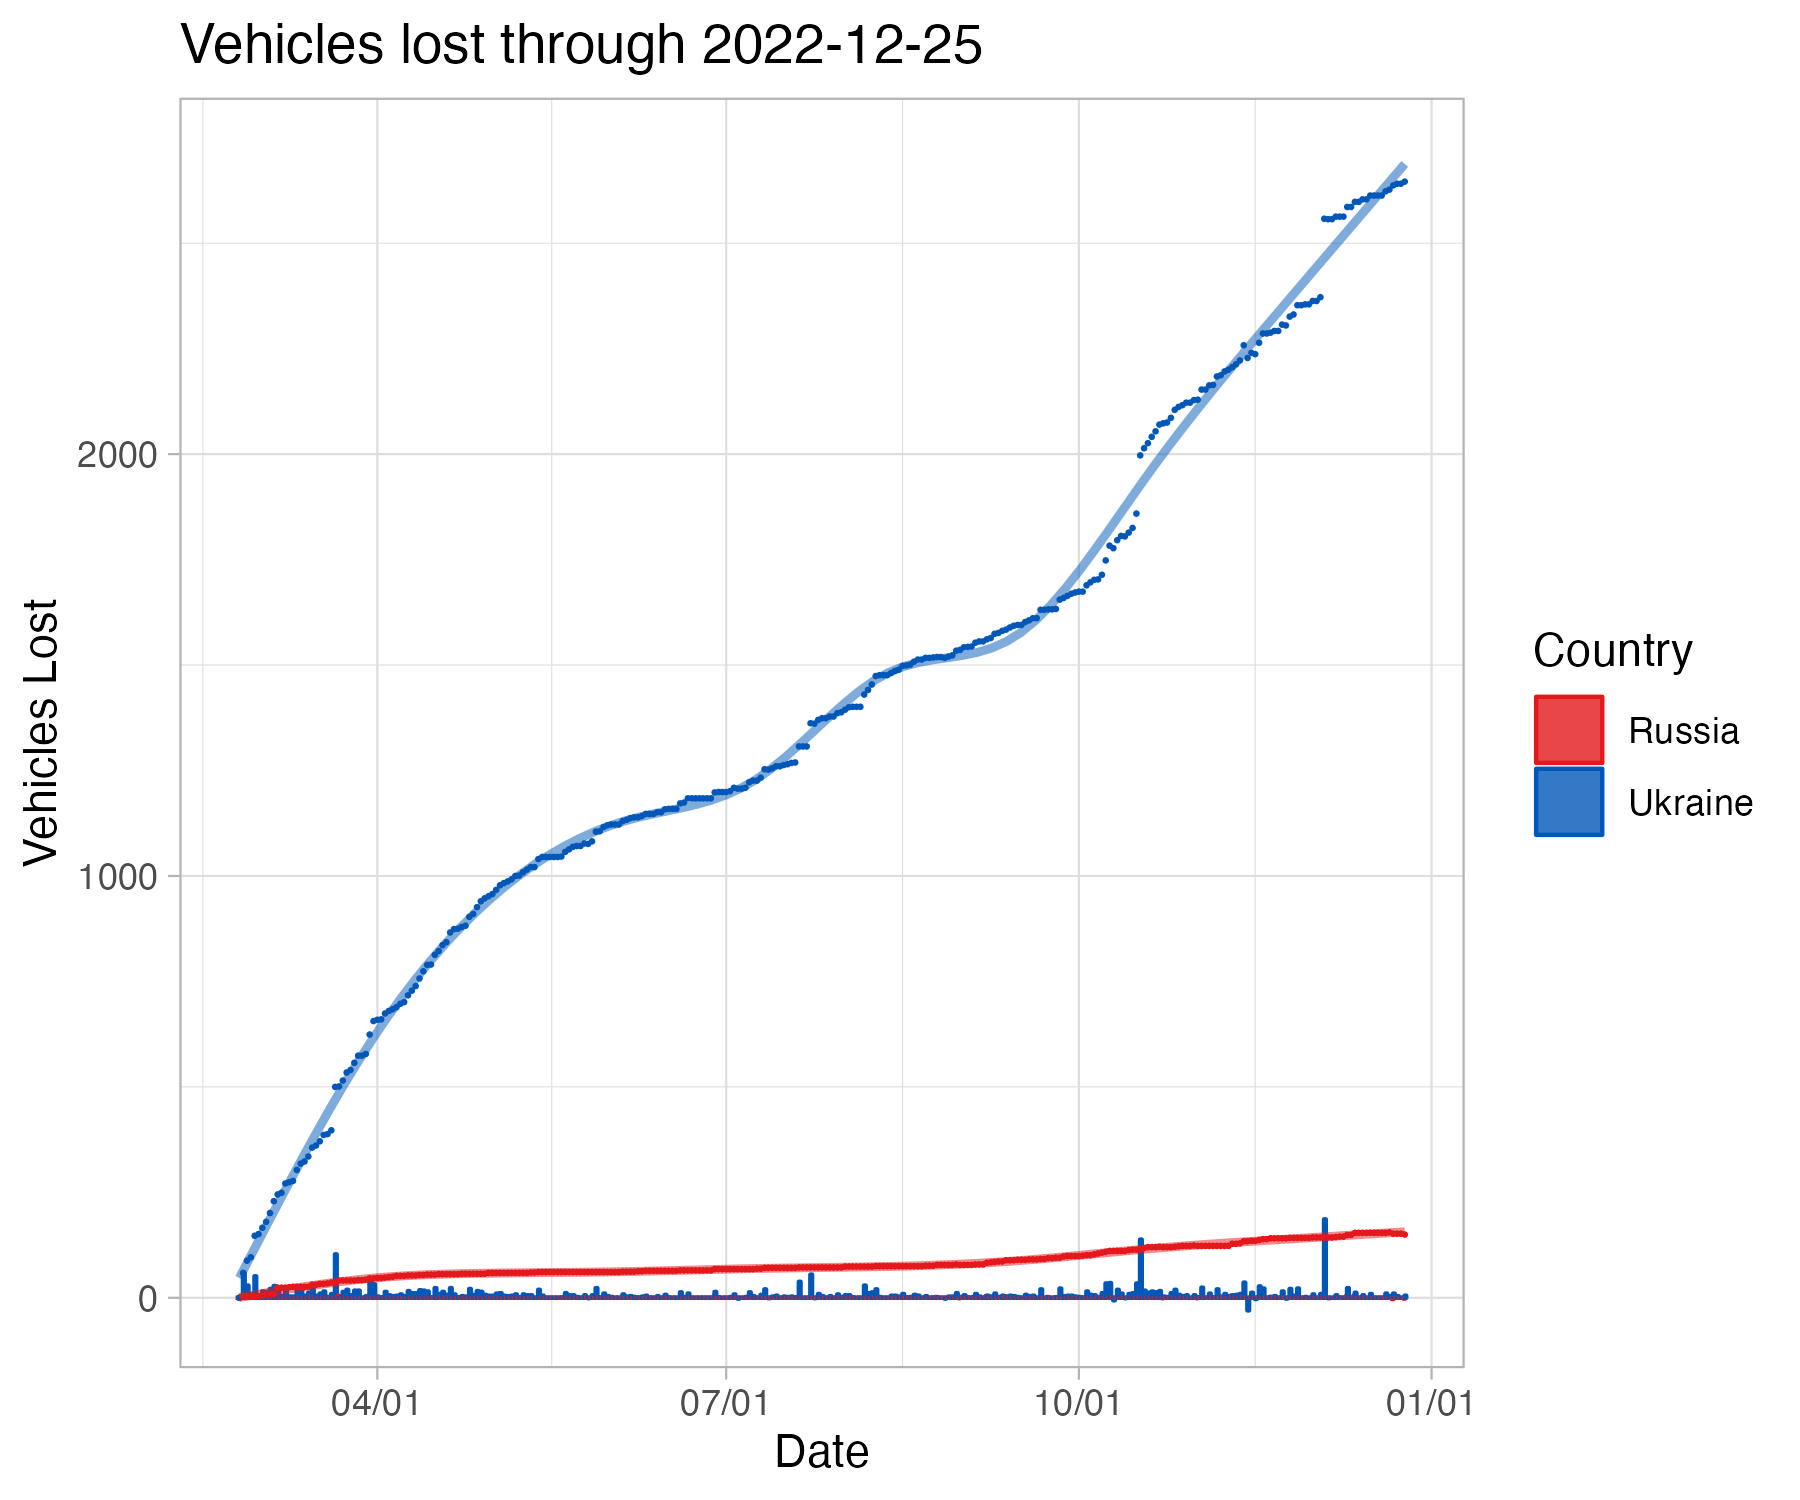 Vehicles lost through 2022-12-25
Vehicles Lost
2000
1000
0
04/01
07/01
10/01
01/01
Date
Country
Russia
Ukraine